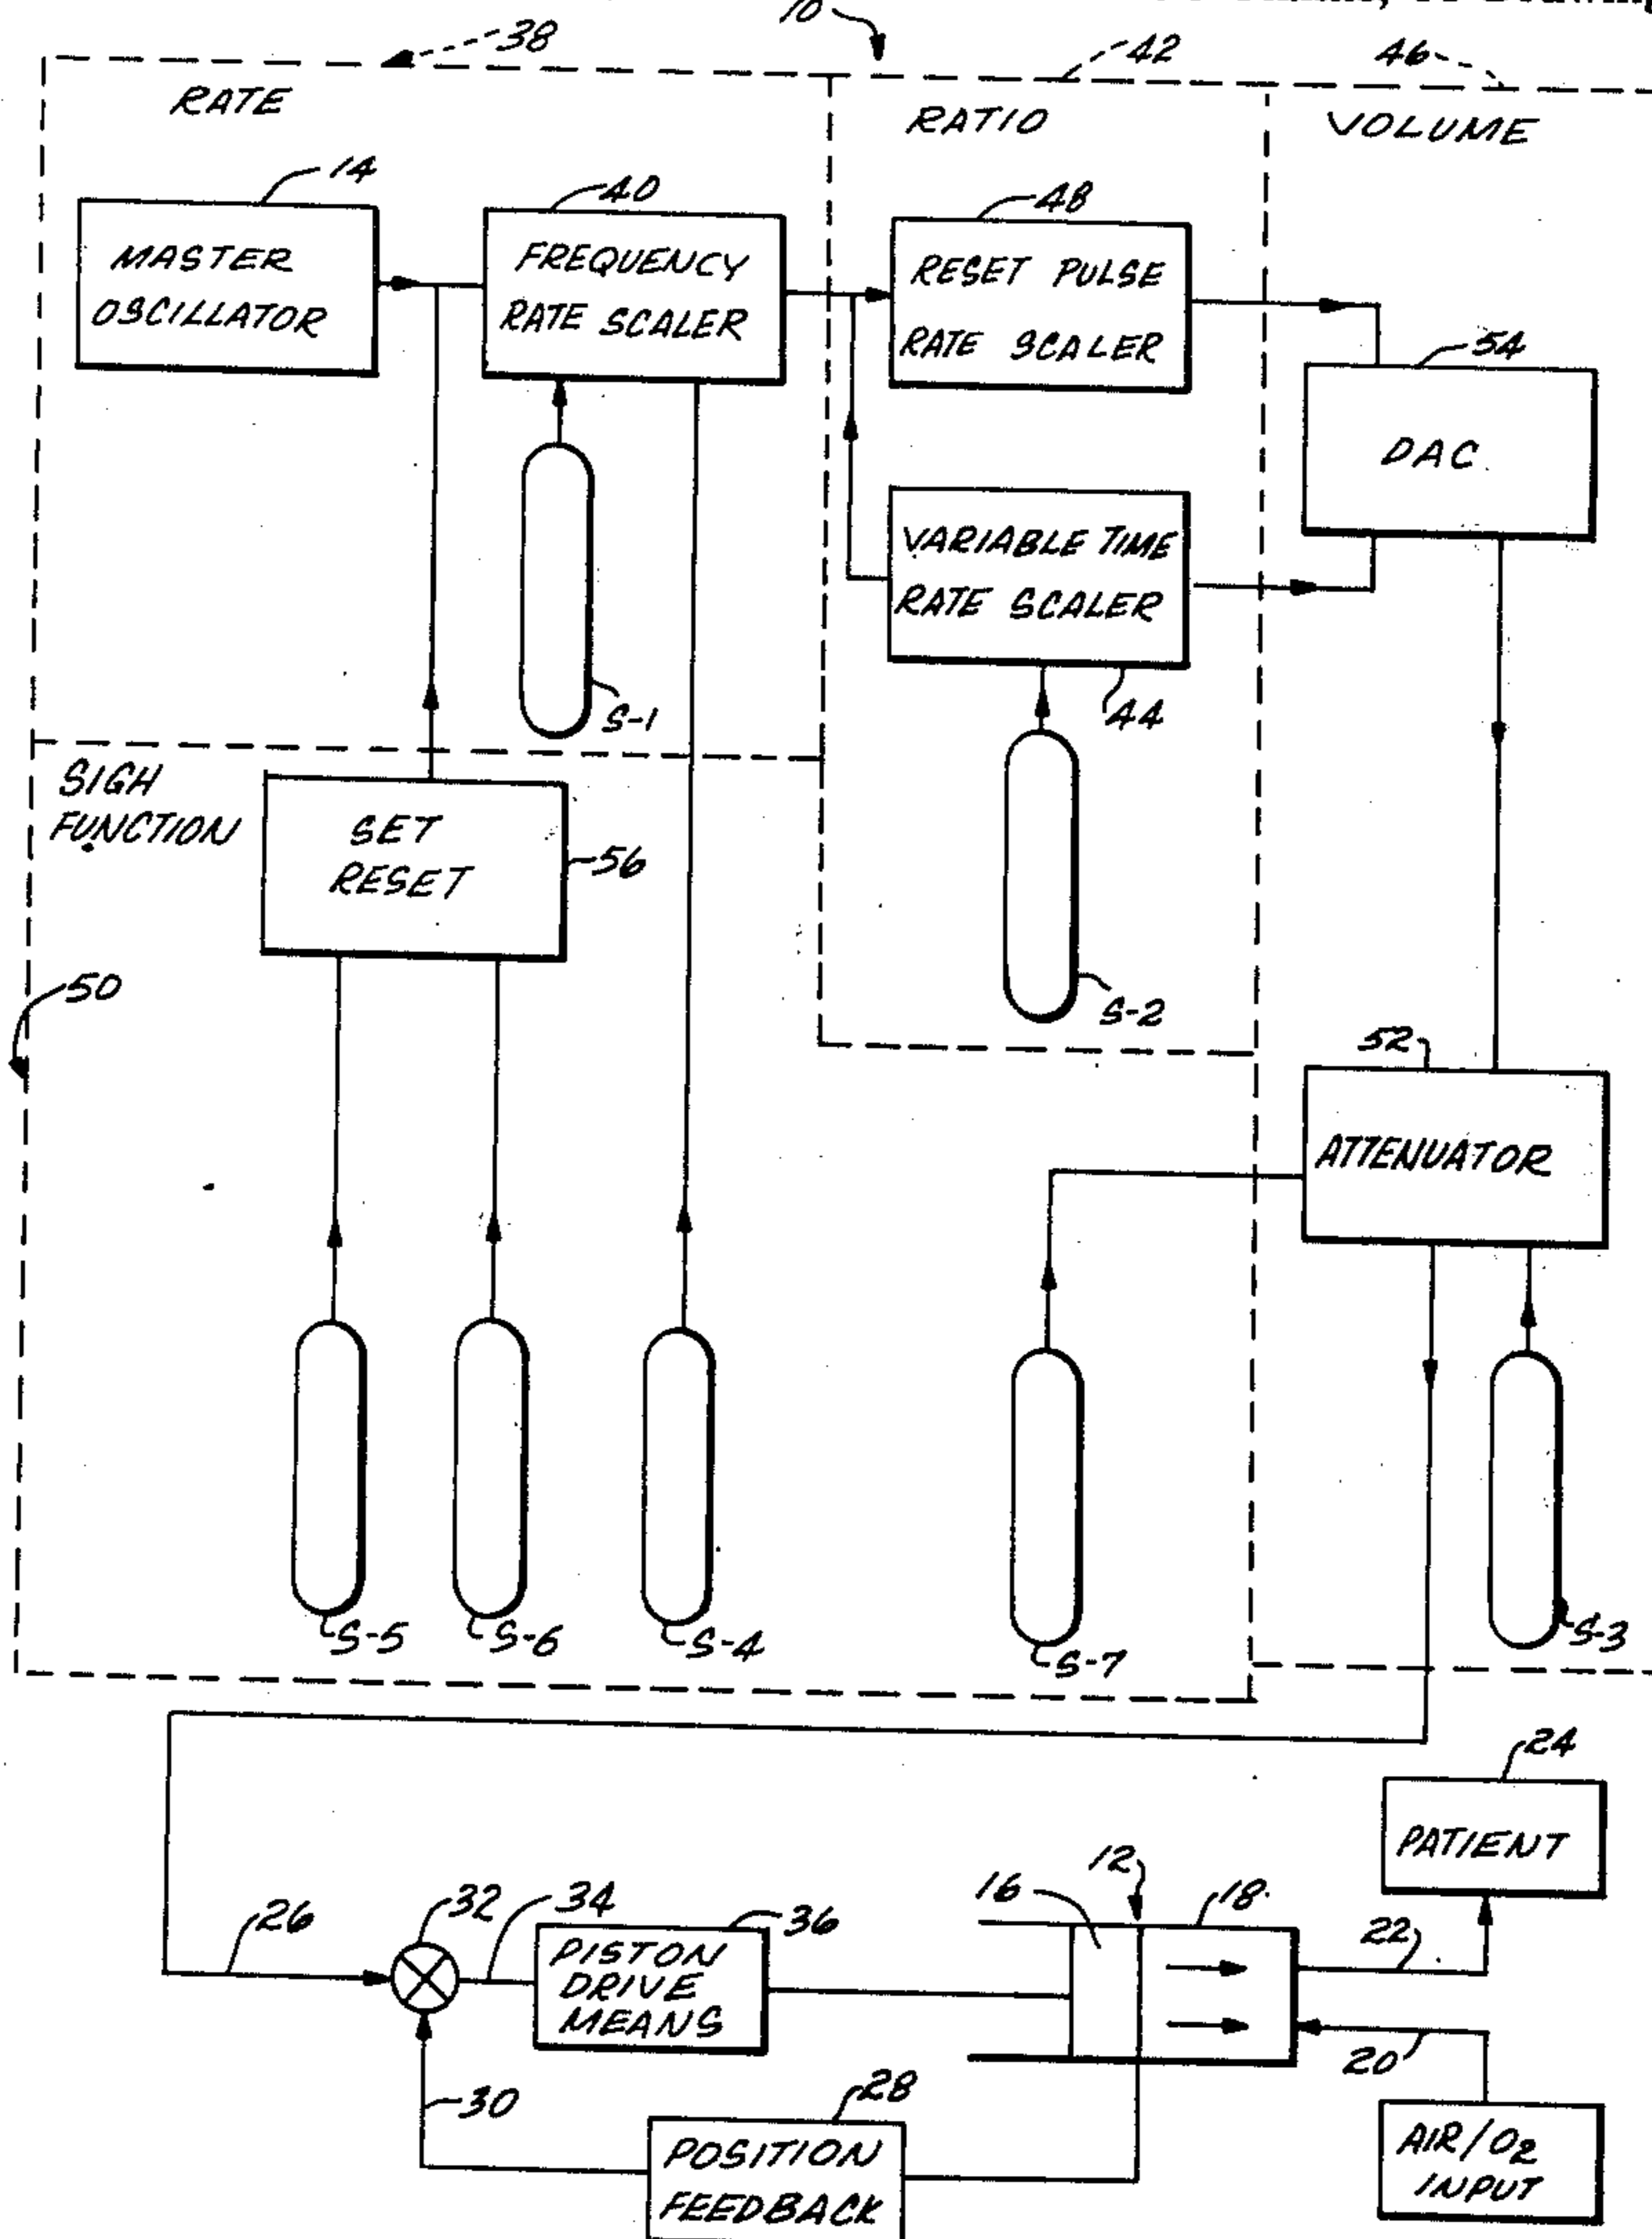 10
38
42
46
RATE
RATIO
VOLUME
14
40
48
MASTER
OSCILLATOR
FREQUENCY
RATE SCALER
RESET PULSE
RATE SCALER
54
DAC
VARIABLE TIME
RATE SCALER
S-1
44
SIGH
FUNCTION
SET
RESET
56
50
S-2
52
ATTENUATOR
S-5
S-6
S-4
S-7
S-3
24
PATIENT
26
32
34
36
16
12
18
22
PISTON
DRIVE
MEANS
20
30
28
POSITION
FEEDBACK
AIR/O2
INPUT